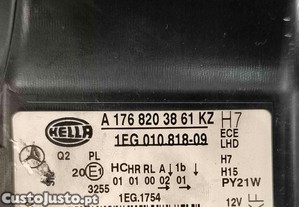 HELLA
A 176 820 38 61 KZ H7
1EG 010.818-09 ECE
LHD
Q2 PL HCHR RL A 1b H7
20 E1 01 01 00 02 01 H15
3255 PY21W
1EG.1754 12V
CustoJusto.pt